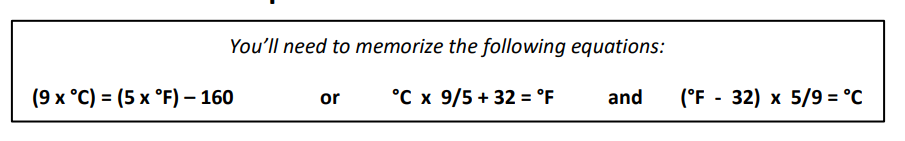 You'll need to memorize the following equations:
(9 x °C) = (5 x °F) – 160 or °C x 9/5 + 32 = °F and (°F - 32) x 5/9 = °C